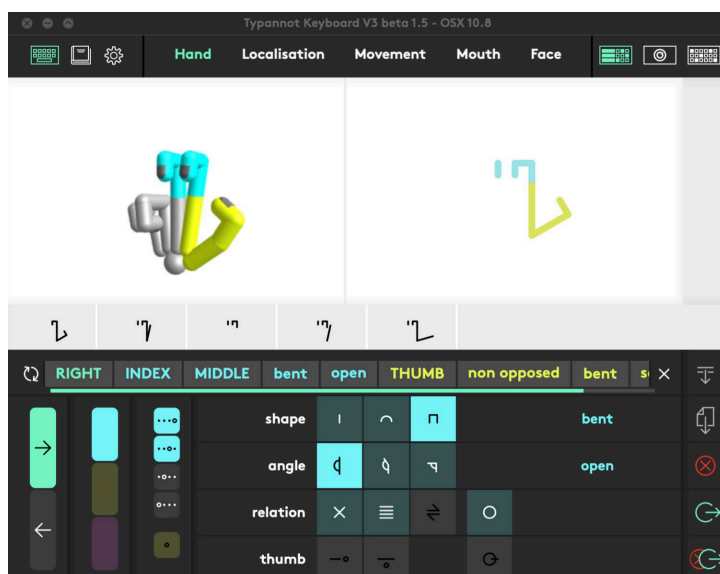 Typannot Keyboard V3 beta 1.5 - OSX 10.8
Hand Localisation Movement Mouth Face
RIGHT INDEX MIDDLE bent open THUMB non opposed bent
shape bent
angle open
relation
thumb